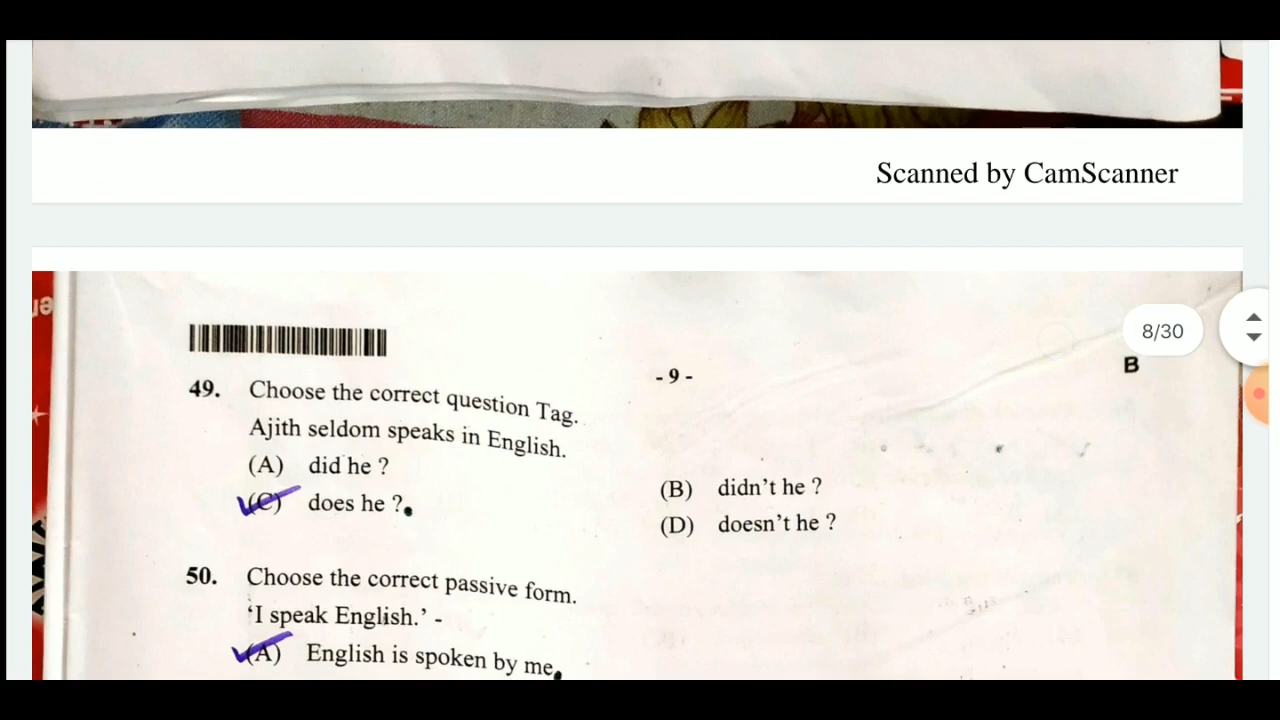 Scanned by CamScanner
8/30
- 9 -
B
49. Choose the correct question Tag.
Ajith seldom speaks in English.
(A) did he ?
(B) didn't he ?
(C) does he ?
(D) doesn't he ?
50. Choose the correct passive form.
‘I speak English.’ -
(A) English is spoken by me.